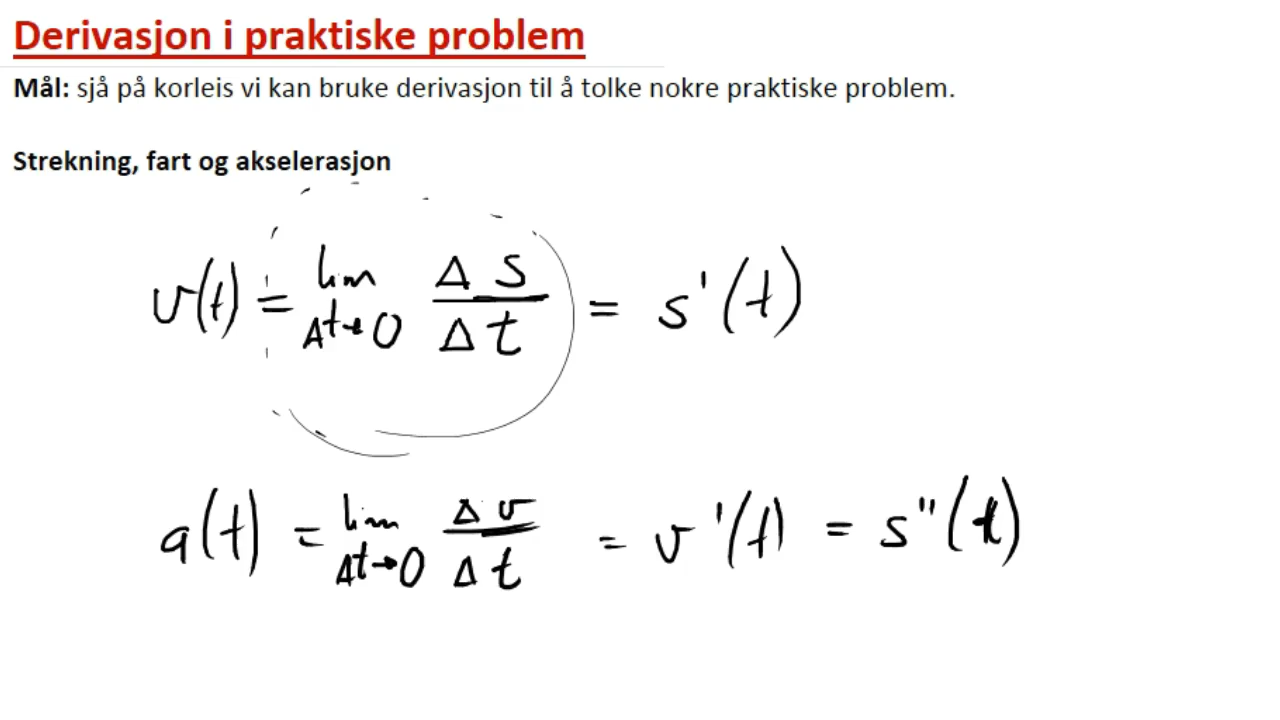 Derivasjon i praktiske problem
Mål: sjå på korleis vi kan bruke derivasjon til å tolke nokre praktiske problem.
Strekning, fart og akselerasjon
v(t) = lim Δt→0 Δs/Δt = s'(t)
a(t) = lim Δt→0 Δv/Δt = v'(t) = s''(t)